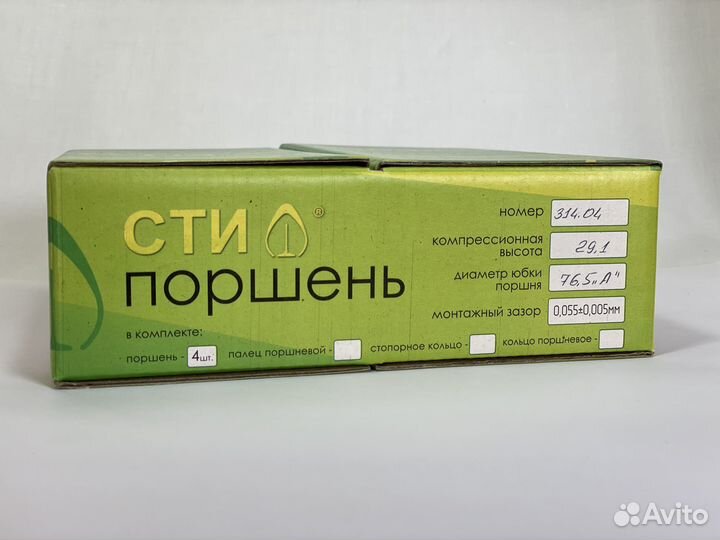 СТИ ®
поршень
в комплекте:
поршень - 4шт. палец поршневой - стопорное кольцо - кольцо поршневое -
номер 314.04
компрессионная
высота 29,1
диаметр юбки
поршня 76,5 „А"
монтажный зазор 0,055±0,005мм
Avito